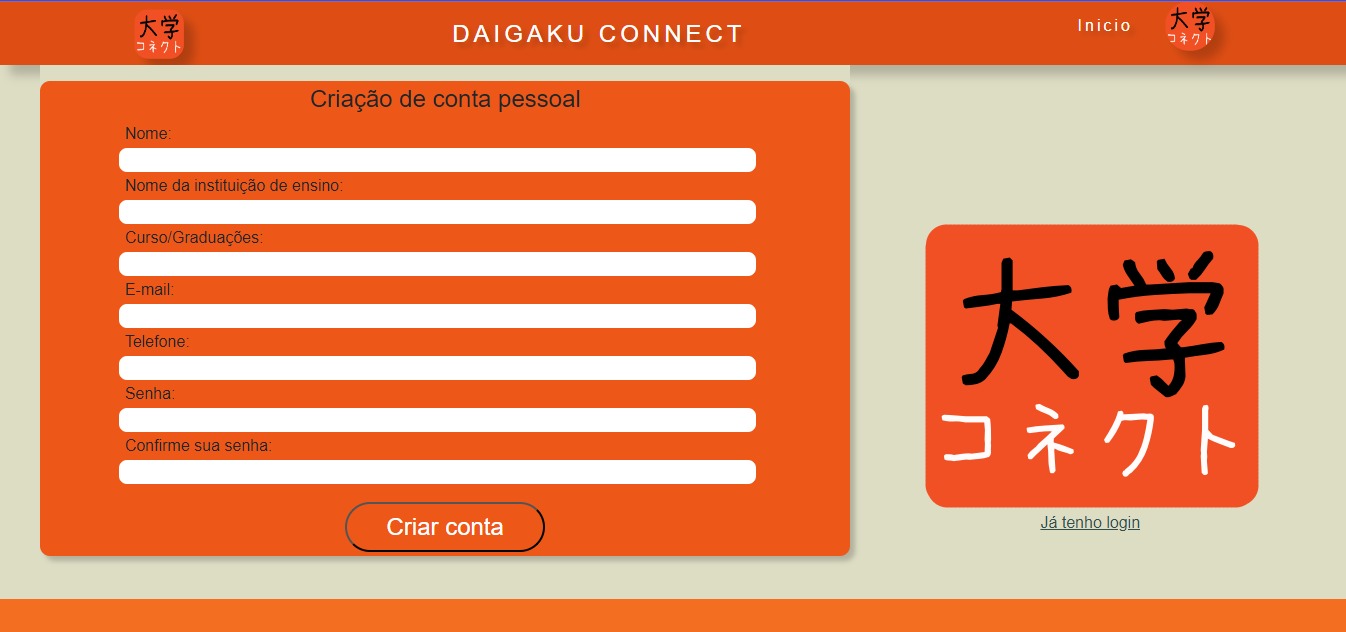 大学
コネクト
DAIGAKU CONNECT
Inicio
大学
コネクト
Criação de conta pessoal
Nome:
Nome da instituição de ensino:
Curso/Graduações:
E-mail:
Telefone:
Senha:
Confirme sua senha:
Criar conta
大学
コネクト
Já tenho login